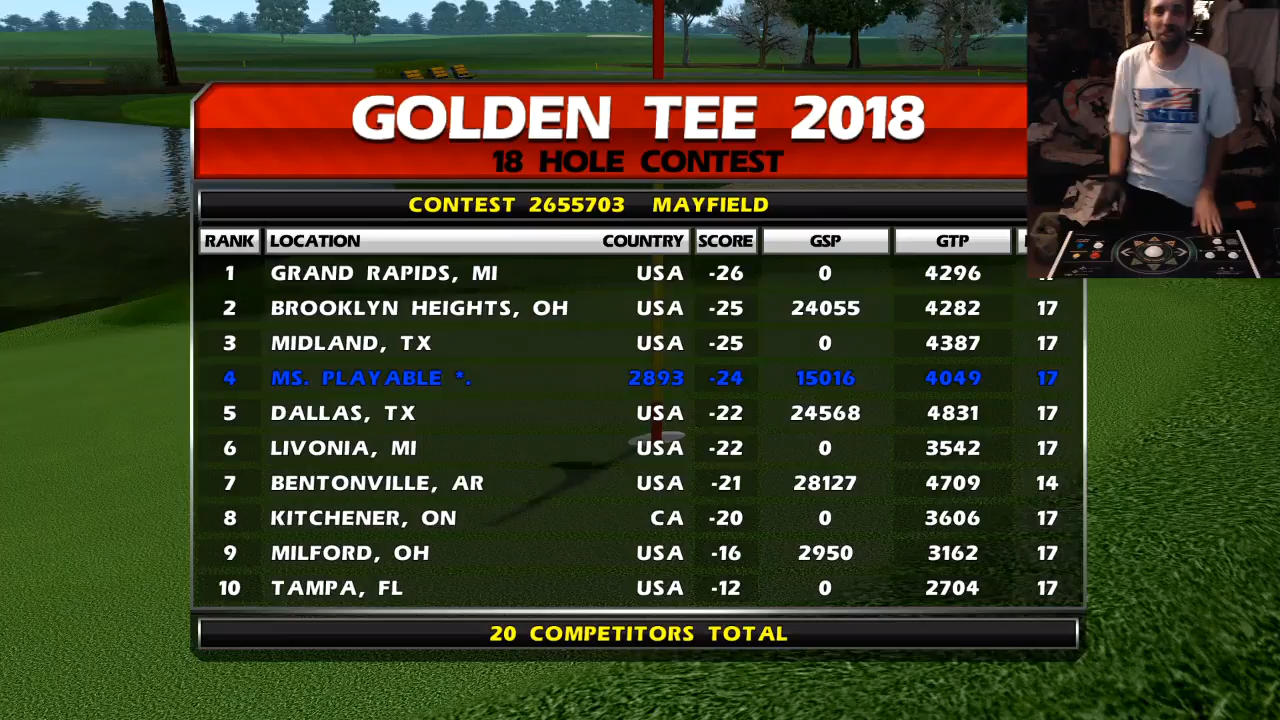 GOLDEN TEE 2018
18 HOLE CONTEST
CONTEST 2655703 MAYFIELD
RANK LOCATION COUNTRY SCORE GSP GTP
1 GRAND RAPIDS, MI USA -26 0 4296
2 BROOKLYN HEIGHTS, OH USA -25 24055 4282 17
3 MIDLAND, TX USA -25 0 4387 17
4 MS. PLAYABLE *. 2893 -24 15016 4049 17
5 DALLAS, TX USA -22 24568 4831 17
6 LIVONIA, MI USA -22 0 3542 17
7 BENTONVILLE, AR USA -21 28127 4709 14
8 KITCHENER, ON CA -20 0 3606 17
9 MILFORD, OH USA -16 2950 3162 17
10 TAMPA, FL USA -12 0 2704 17
20 COMPETITORS TOTAL